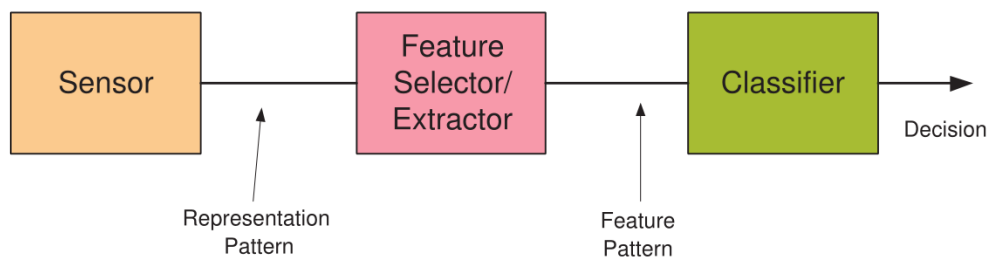 Sensor
Feature
Selector/
Extractor
Classifier
Decision
Representation
Pattern
Feature
Pattern